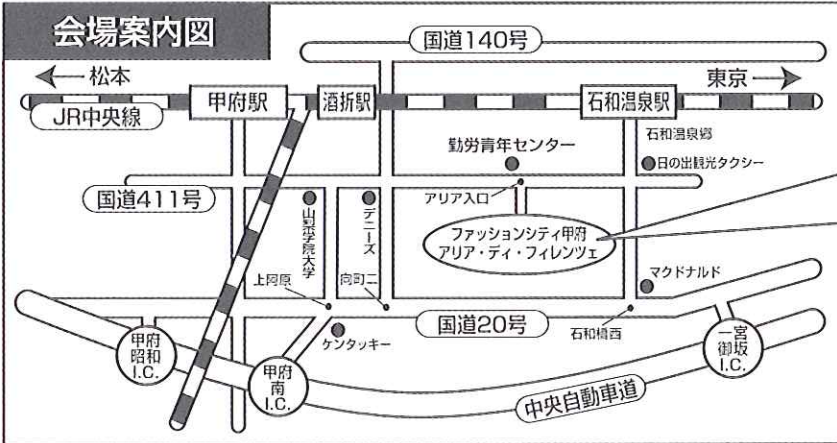 会場案内図
国道140号
← 松本
東京 →
甲府駅
酒折駅
石和温泉駅
JR中央線
石和温泉郷
勤労青年センター
日の出観光タクシー
国道411号
アリア入口
山梨学院大学
デニーズ
ファッションシティ甲府
アリア・ディ・フィレンツェ
上阿原
向町二
マクドナルド
国道20号
ケンタッキー
石和橋西
甲府
昭和
I.C.
甲府
南
I.C.
一宮
御坂
I.C.
中央自動車道